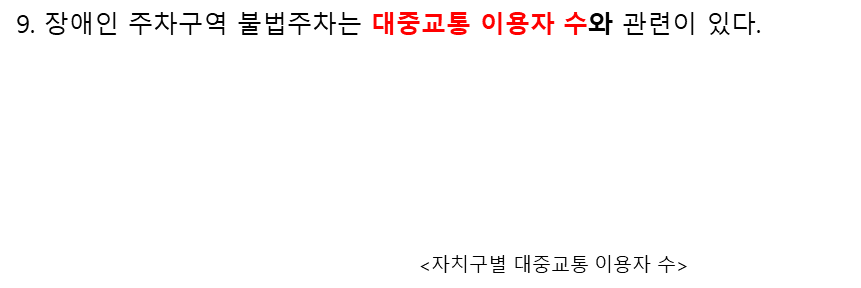 9. 장애인 주차구역 불법주차는 대중교통 이용자 수와 관련이 있다.
<자치구별 대중교통 이용자 수>